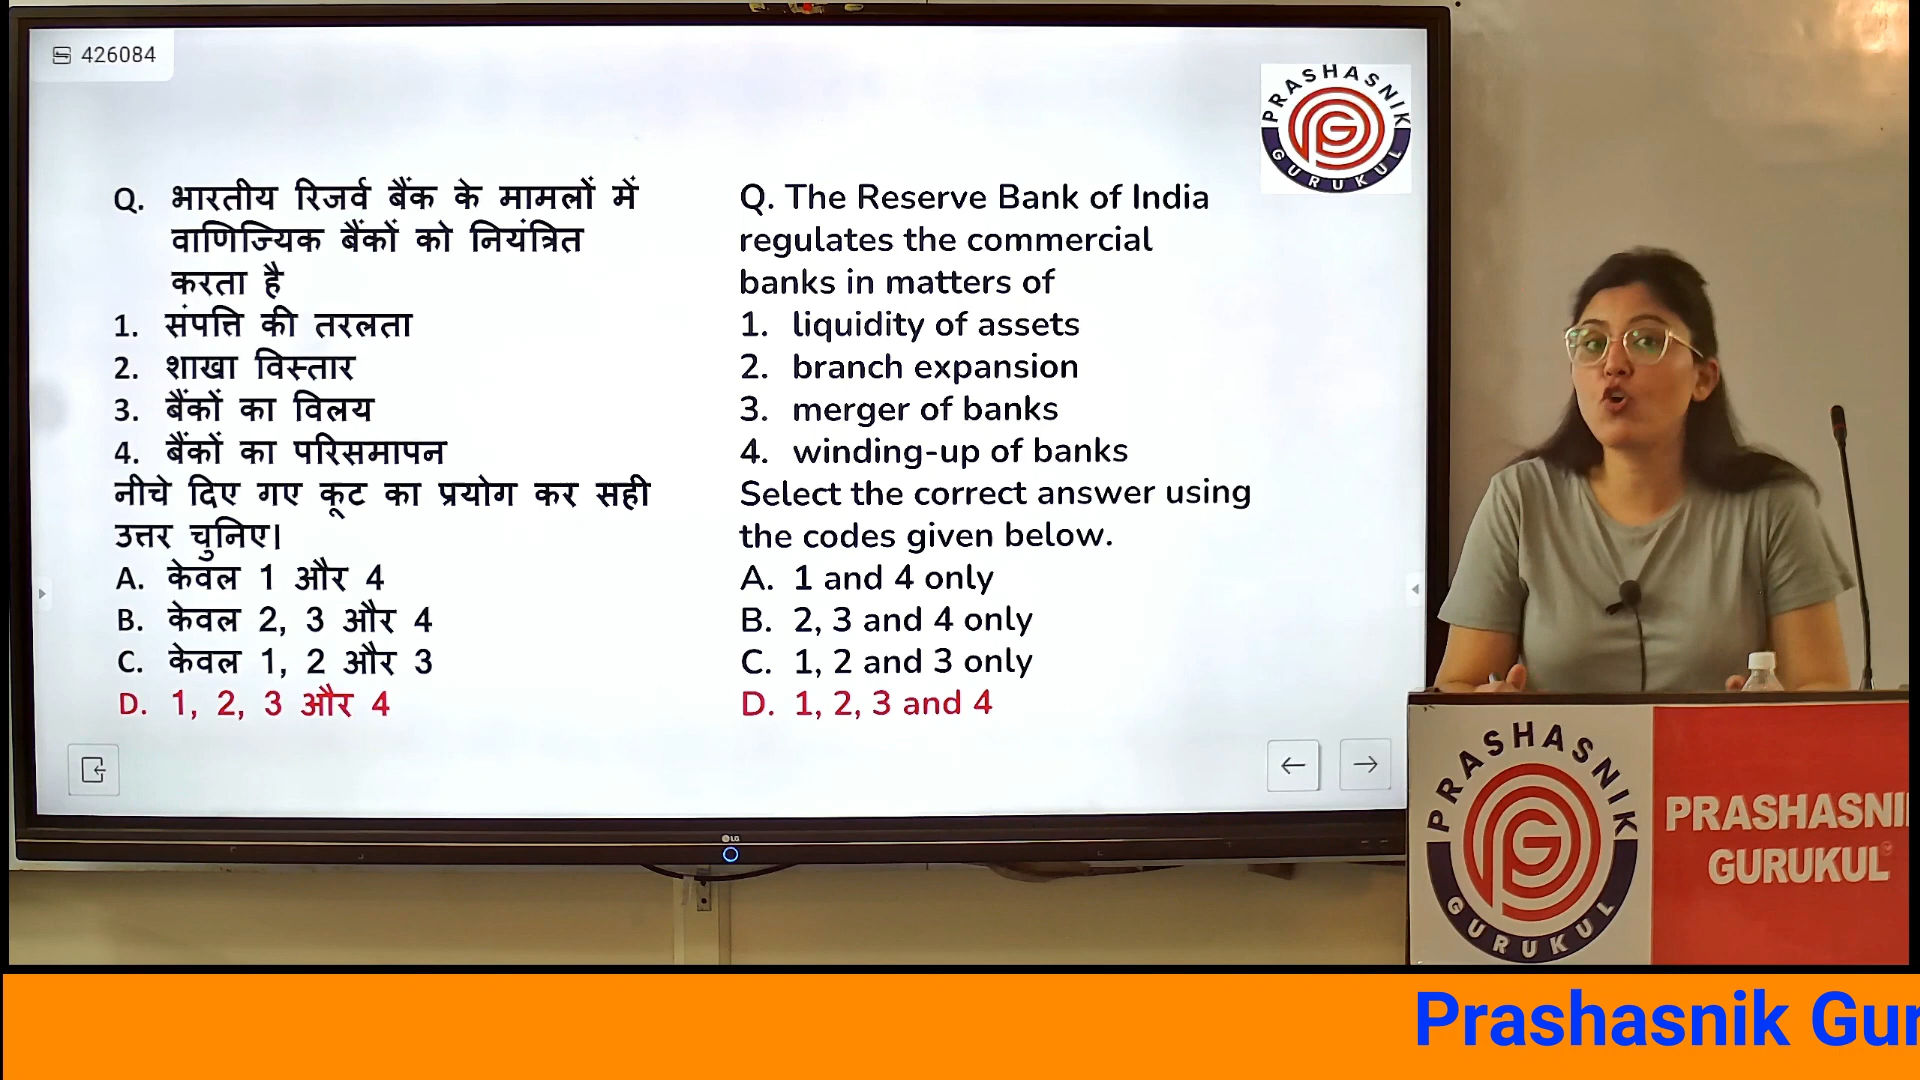 426084
PRASHASNIK
GURUKUL
Q. भारतीय रिजर्व बैंक के मामलों में
वाणिज्यिक बैंकों को नियंत्रित
करता है
1. संपत्ति की तरलता
2. शाखा विस्तार
3. बैंकों का विलय
4. बैंकों का परिसमापन
नीचे दिए गए कूट का प्रयोग कर सही
उत्तर चुनिए।
A. केवल 1 और 4
B. केवल 2, 3 और 4
C. केवल 1, 2 और 3
D. 1, 2, 3 और 4
Q. The Reserve Bank of India
regulates the commercial
banks in matters of
1. liquidity of assets
2. branch expansion
3. merger of banks
4. winding-up of banks
Select the correct answer using
the codes given below.
A. 1 and 4 only
B. 2, 3 and 4 only
C. 1, 2 and 3 only
D. 1, 2, 3 and 4
LG
PRASHASNIK
GURUKUL
PRASHASNI
GURUKUL
Prashasnik Gur